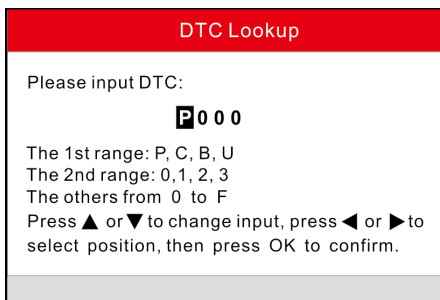 DTC Lookup
Please input DTC:
P000
The 1st range: P, C, B, U
The 2nd range: 0,1, 2, 3
The others from 0 to F
Press ▲ or ▼ to change input, press ◀ or ▶ to
select position, then press OK to confirm.